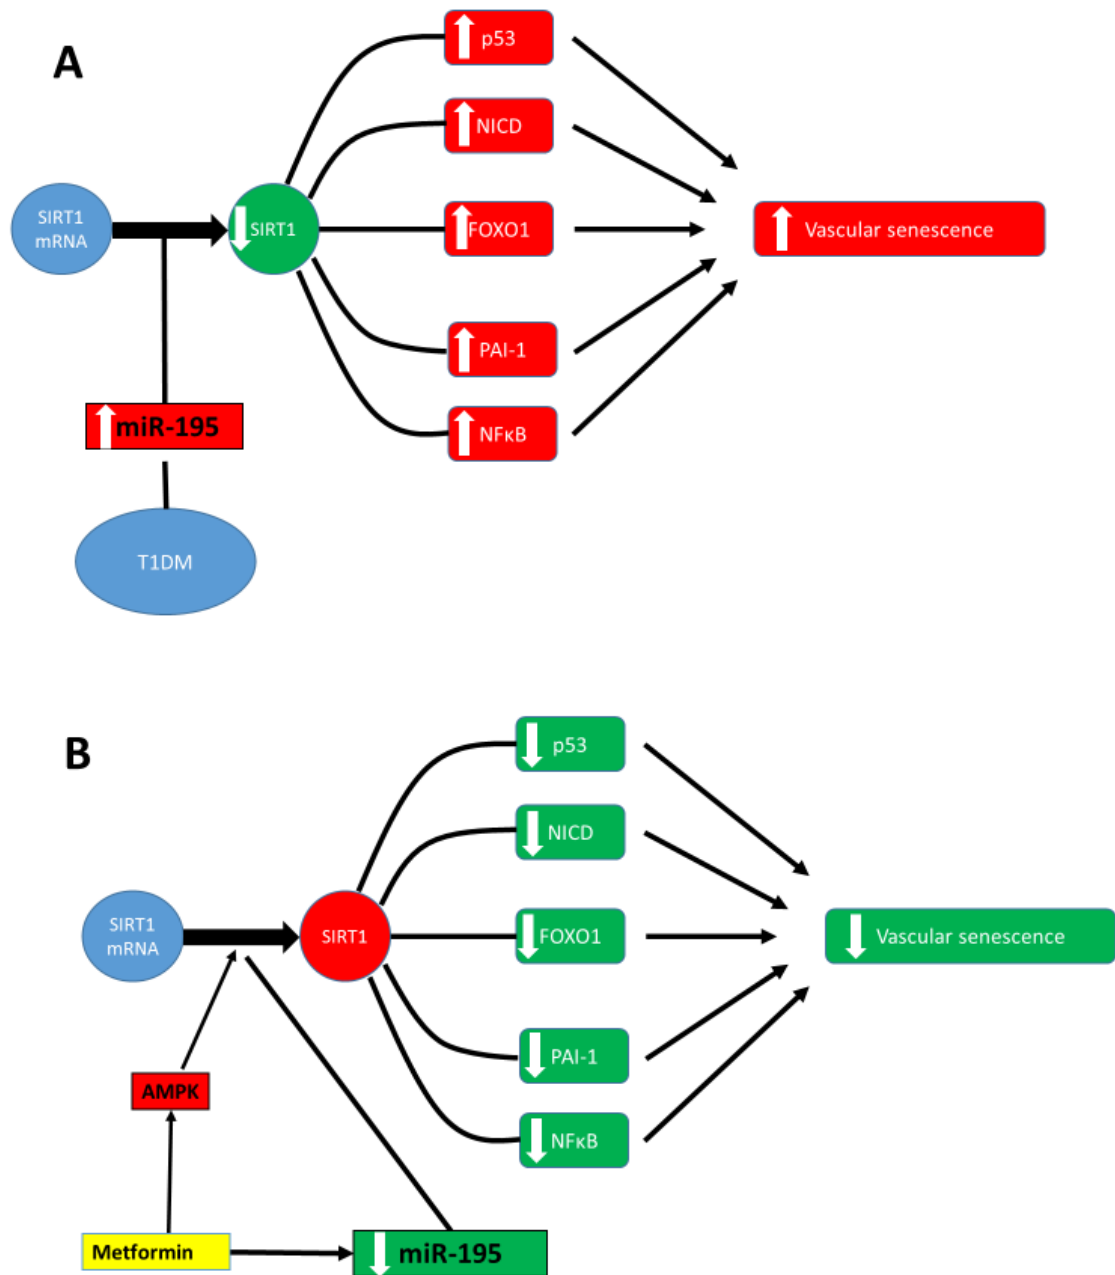 A
p53
NICD
SIRT1
mRNA
SIRT1
FOXO1
Vascular senescence
PAI-1
miR-195
NFκB
T1DM
B
p53
NICD
SIRT1
mRNA
SIRT1
FOXO1
Vascular senescence
PAI-1
AMPK
NFκB
Metformin
miR-195